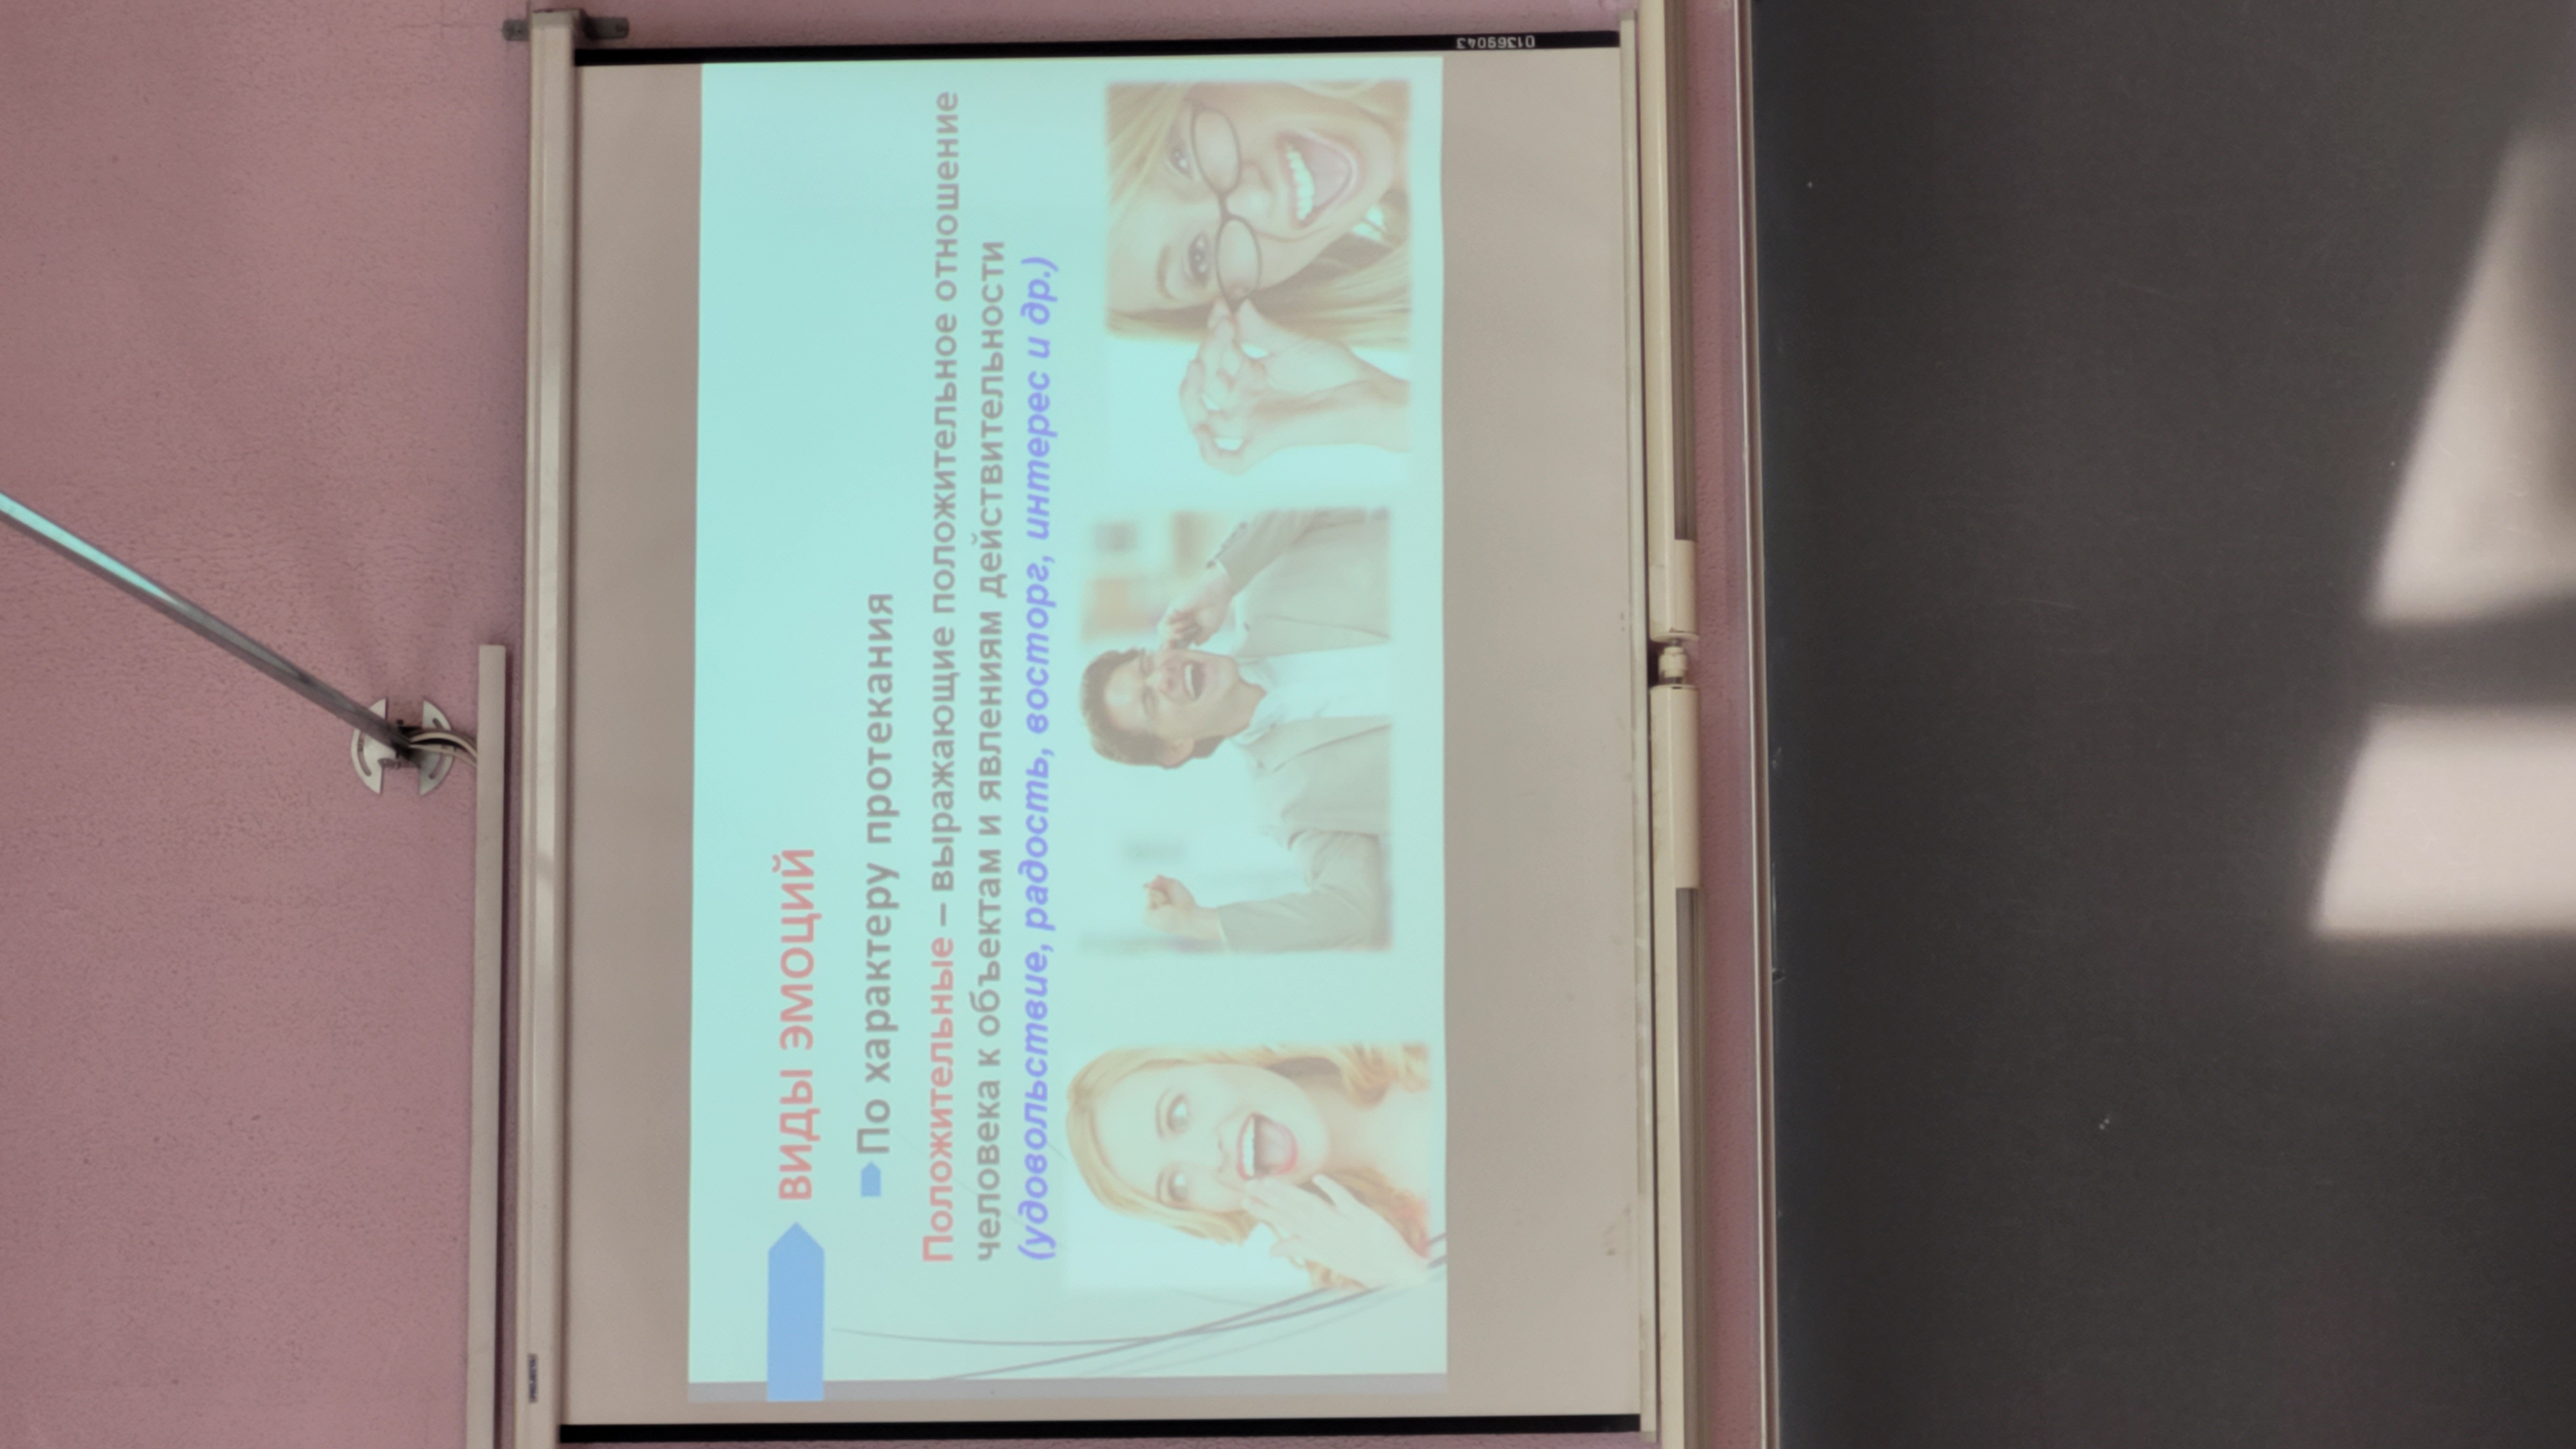 PROJECTA
ВИДЫ ЭМОЦИЙ
По характеру протекания
Положительные – выражающие положительное отношение
человека к объектам и явлениям действительности
(удовольствие, радость, восторг, интерес и др.)
01369043